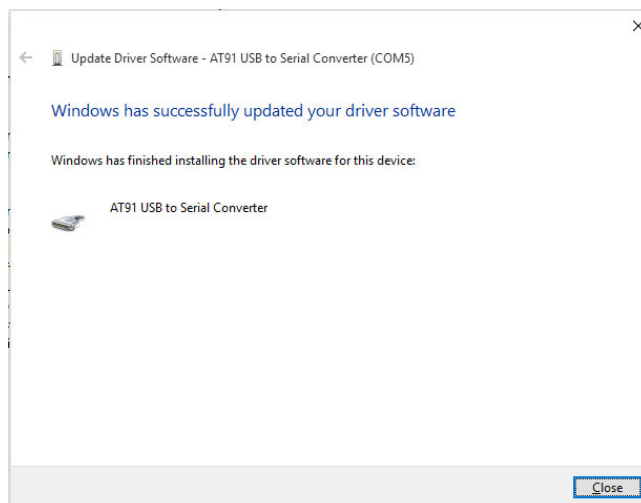 Update Driver Software - AT91 USB to Serial Converter (COM5)
Windows has successfully updated your driver software
Windows has finished installing the driver software for this device:
AT91 USB to Serial Converter
Close